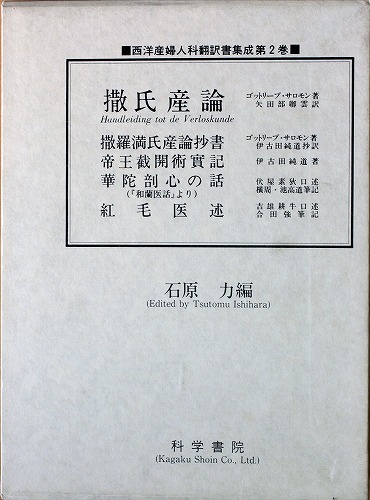 ■西洋産婦人科翻訳書集成第2巻■
撒氏産論 ゴットリーブ・サロモン著
矢田部卿雲訳
Handleiding tot de Verloskunde
撒羅満氏産論抄書 ゴットリーブ・サロモン著
伊古田純道抄訳
帝王截開術實記 伊古田純道著
華陀剖心の話 伏屋素狄口述
(『和蘭医話』より) 横周・池高道筆記
紅毛医述 吉雄耕牛口述
合田強筆記
石原 力編
(Edited by Tsutomu Ishihara)
科学書院
(Kagaku Shoin Co., Ltd.)